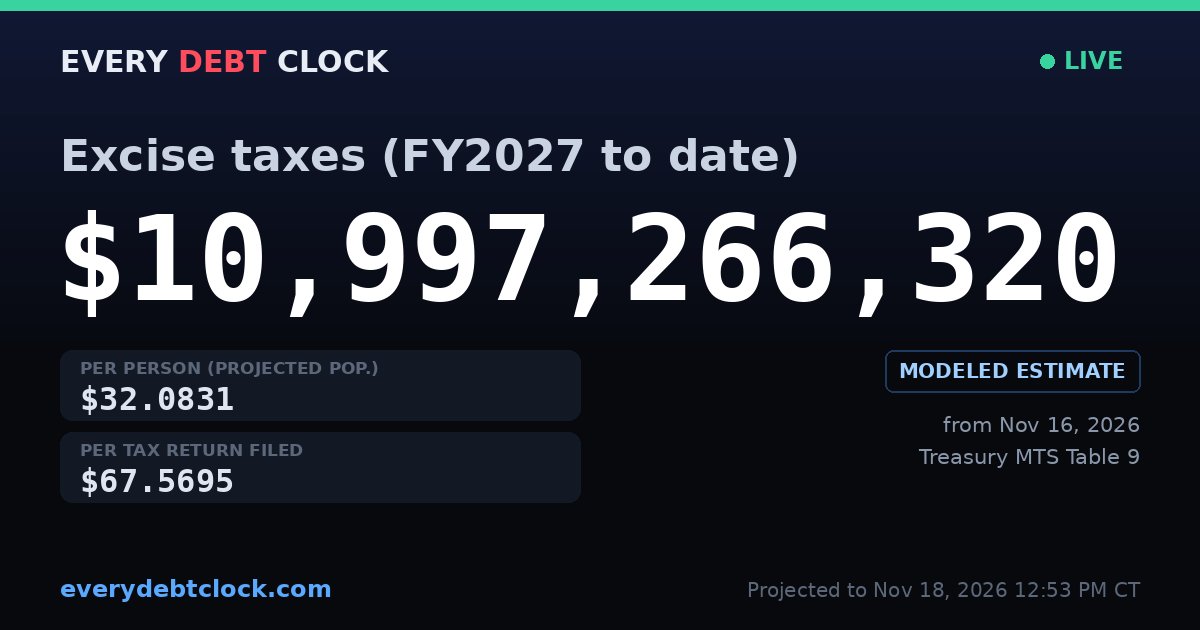 EVERY DEBT CLOCK
LIVE
Excise taxes (FY2027 to date)
$10,997,266,320
PER PERSON (PROJECTED POP.)
$32.0831
PER TAX RETURN FILED
$67.5695
MODELED ESTIMATE
from Nov 16, 2026
Treasury MTS Table 9
everydebtclock.com
Projected to Nov 18, 2026 12:53 PM CT